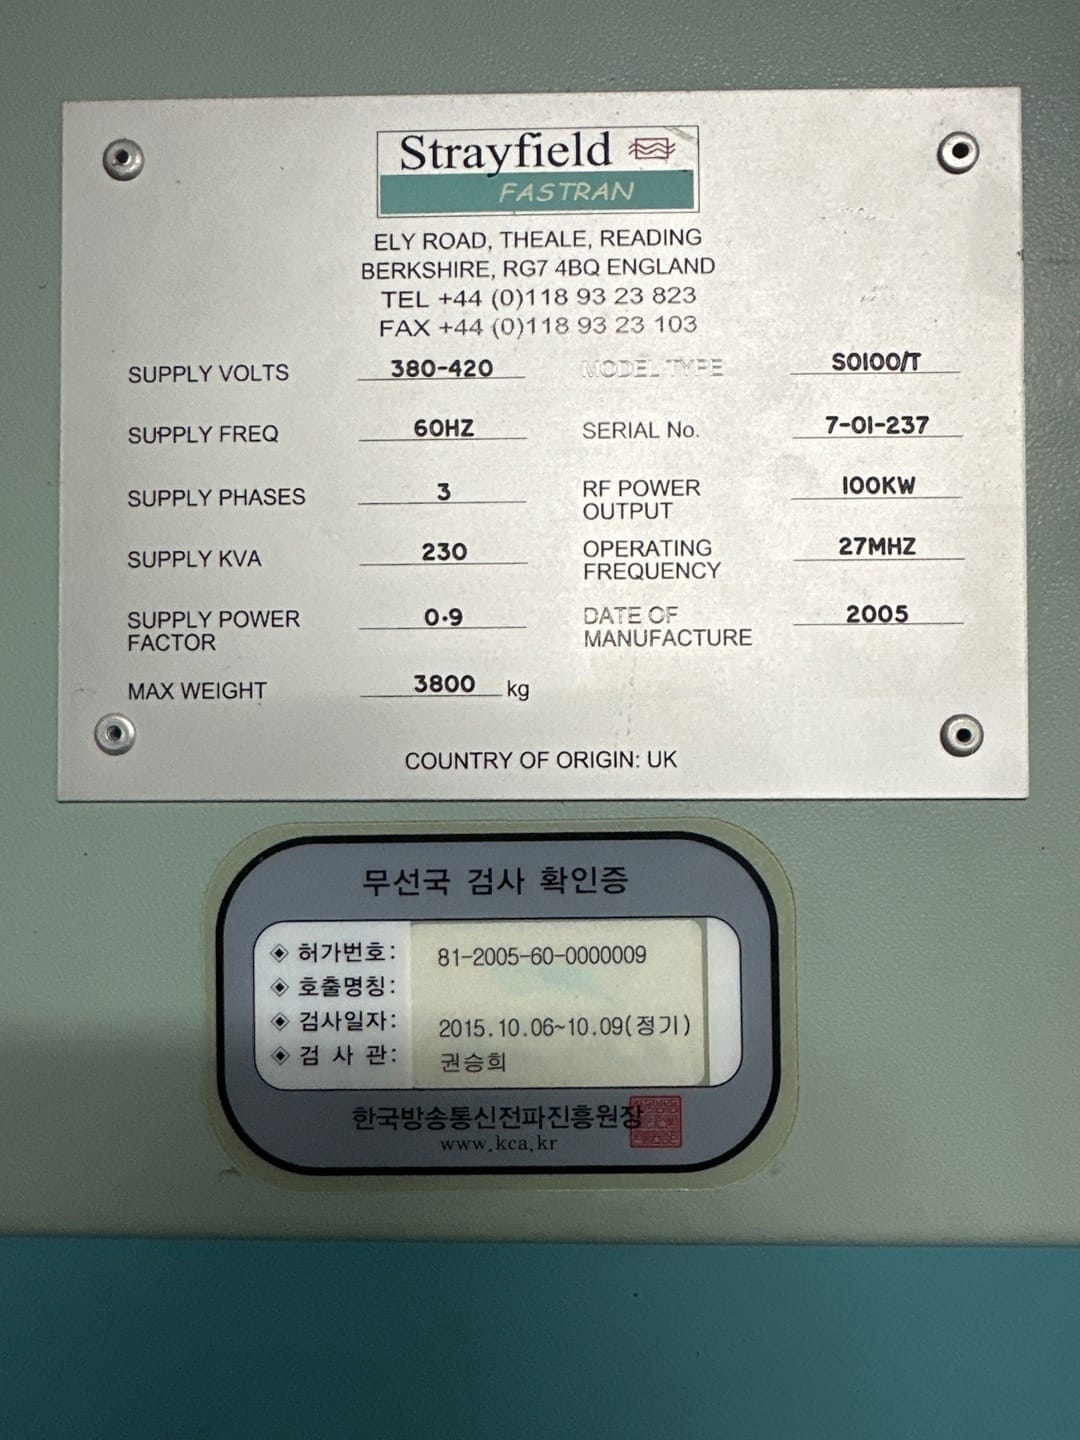 Strayfield
FASTRAN
ELY ROAD, THEALE, READING
BERKSHIRE, RG7 4BQ ENGLAND
TEL +44 (0)118 93 23 823
FAX +44 (0)118 93 23 103
SUPPLY VOLTS 380-420 MODEL TYPE SO100/T
SUPPLY FREQ 60HZ SERIAL No. 7-01-237
SUPPLY PHASES 3 RF POWER OUTPUT 100KW
SUPPLY KVA 230 OPERATING FREQUENCY 27MHZ
SUPPLY POWER FACTOR 0·9 DATE OF MANUFACTURE 2005
MAX WEIGHT 3800 kg
COUNTRY OF ORIGIN: UK
무선국 검사 확인증
◈ 허가번호: 81-2005-60-0000009
◈ 호출명칭:
◈ 검사일자: 2015.10.06~10.09(정기)
◈ 검 사 관: 권승희
한국방송통신전파진흥원장
www.kca.kr